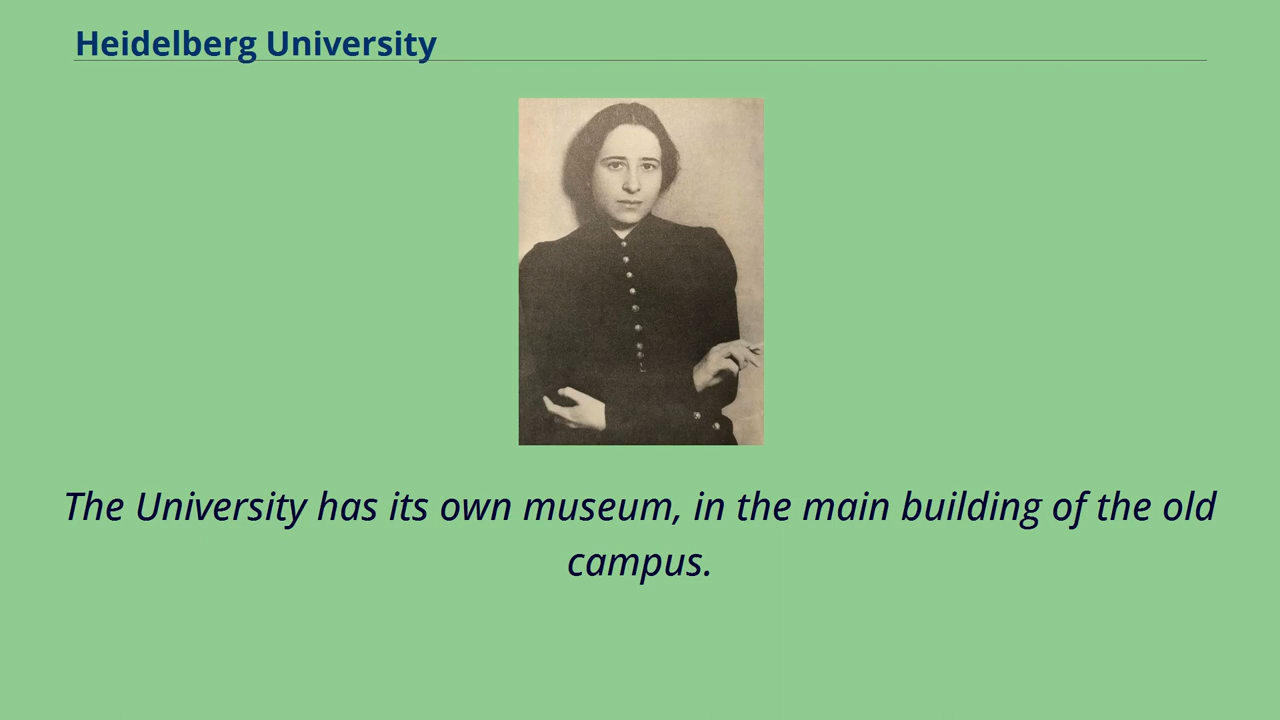 Heidelberg University
The University has its own museum, in the main building of the old
campus.